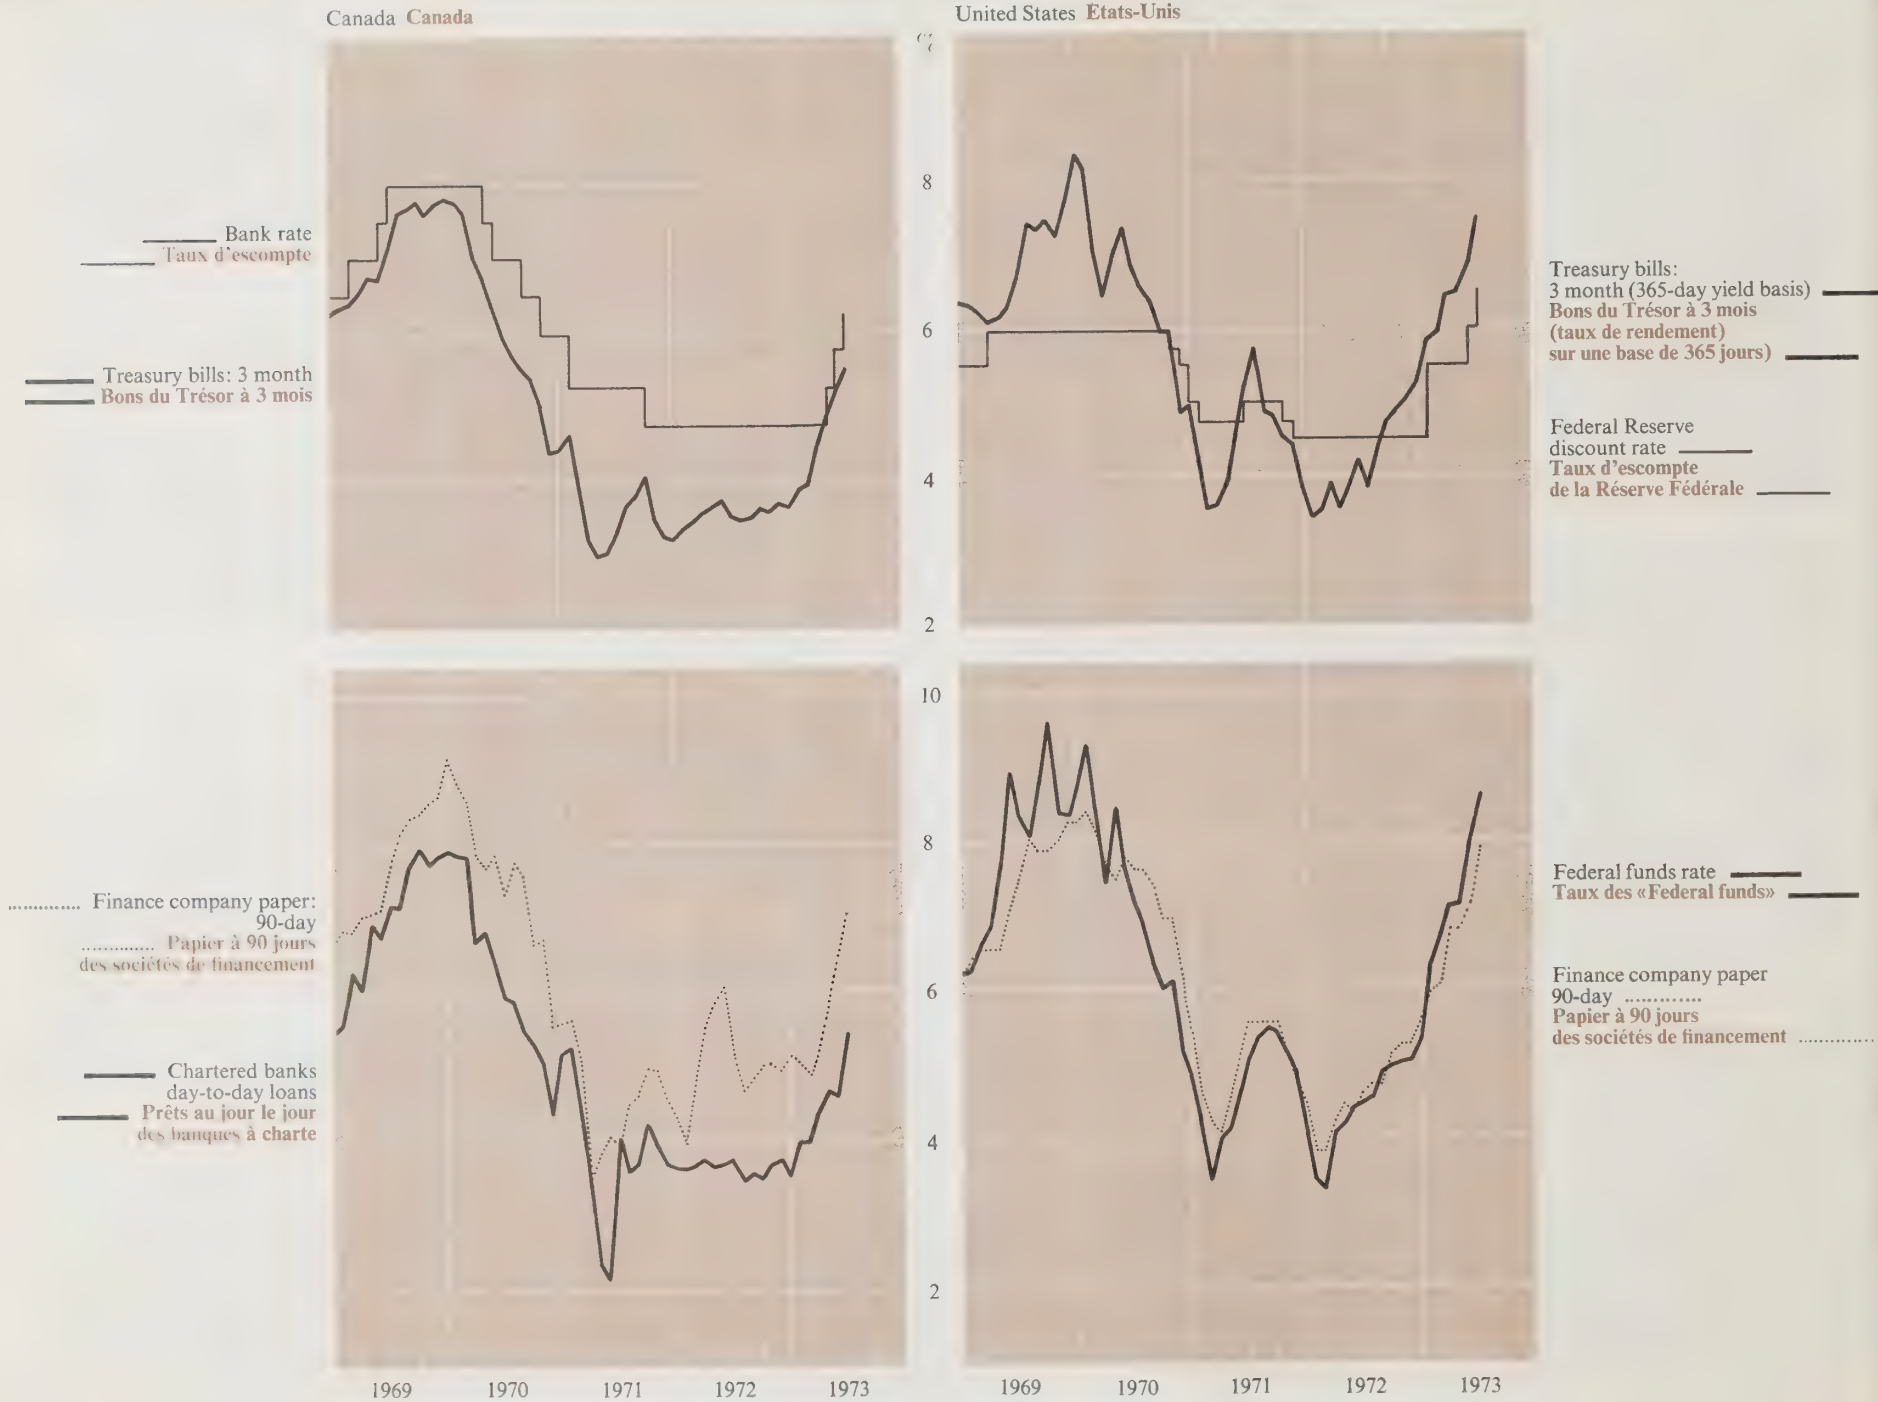 Canada Canada
United States Etats-Unis
%
Bank rate
Taux d'escompte
Treasury bills: 3 month
Bons du Trésor à 3 mois
8
6
4
2
Treasury bills:
3 month (365-day yield basis)
Bons du Trésor à 3 mois
(taux de rendement)
sur une base de 365 jours)
Federal Reserve
discount rate
Taux d'escompte
de la Réserve Fédérale
Finance company paper:
90-day
Papier à 90 jours
des sociétés de financement
Chartered banks
day-to-day loans
Prêts au jour le jour
des banques à charte
10
8
6
4
2
Federal funds rate
Taux des «Federal funds»
Finance company paper
90-day
Papier à 90 jours
des sociétés de financement
1969 1970 1971 1972 1973
1969 1970 1971 1972 1973